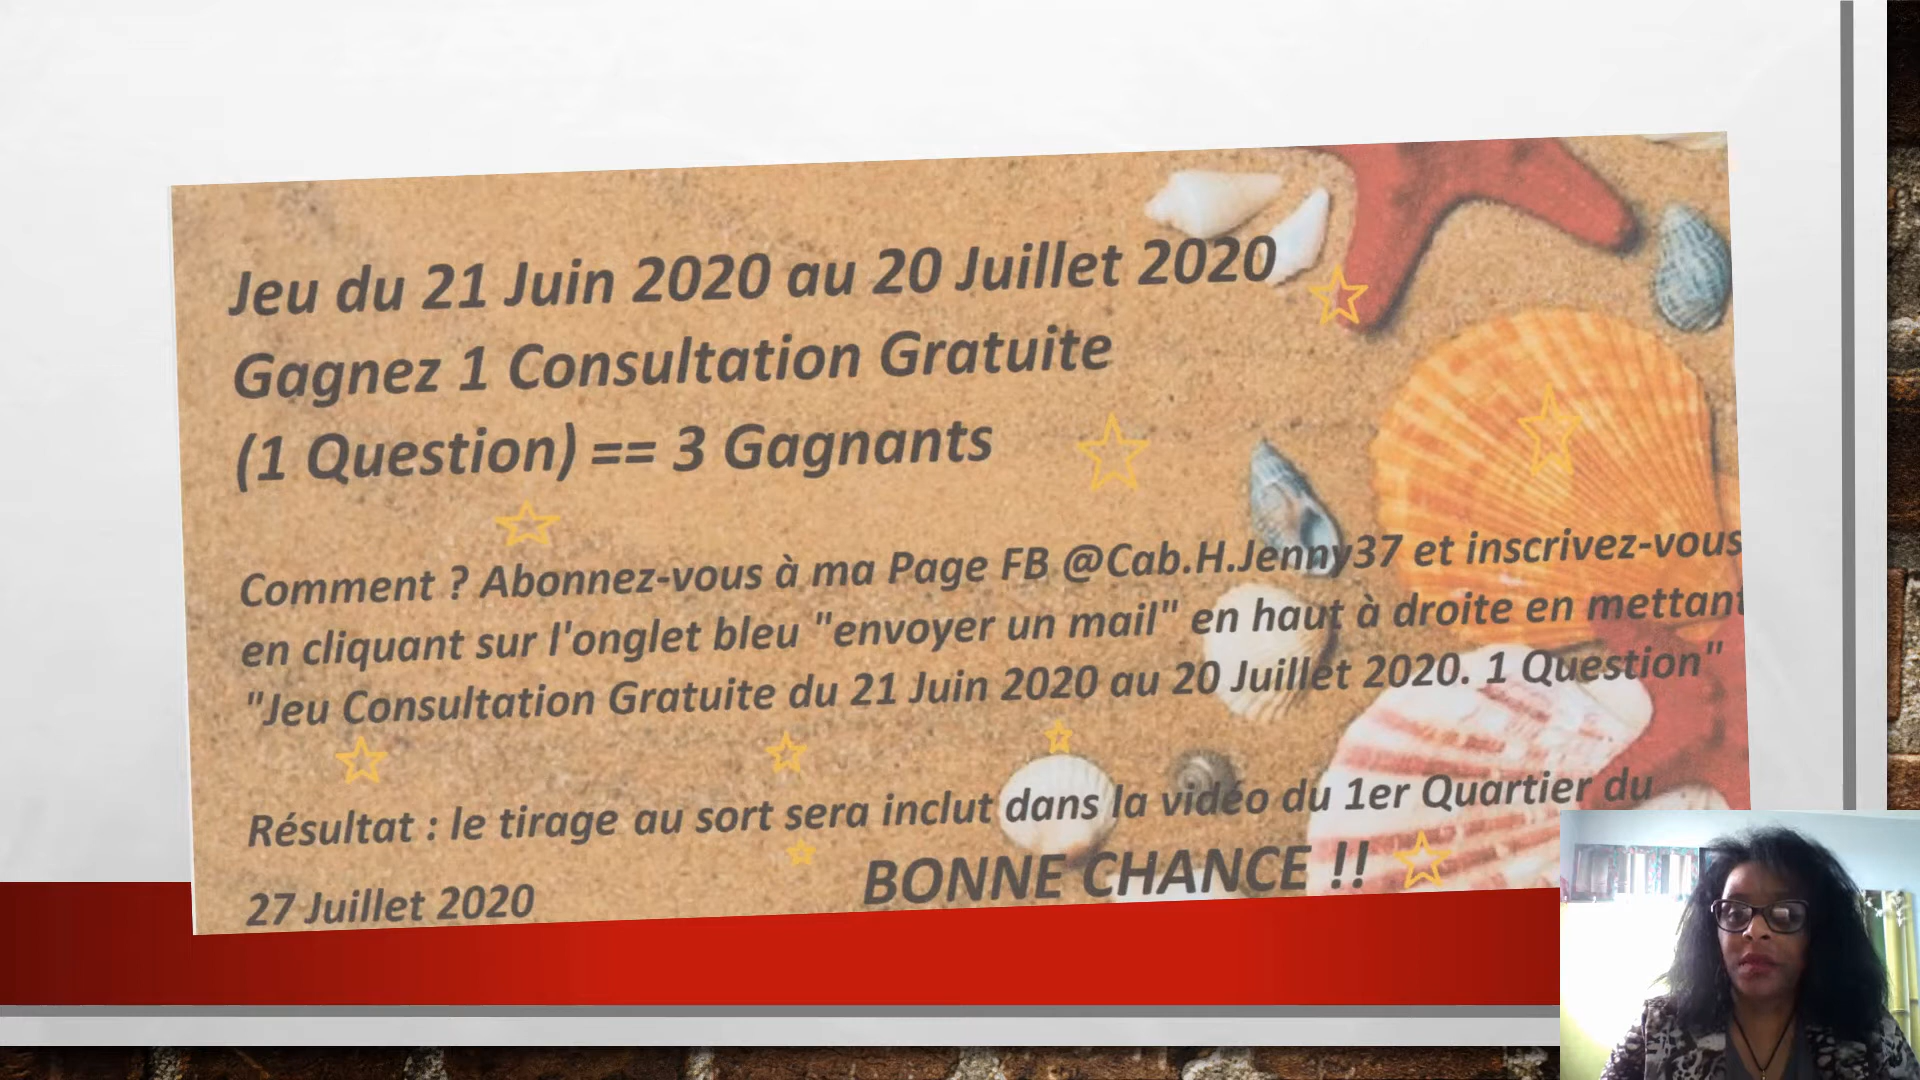 Jeu du 21 Juin 2020 au 20 Juillet 2020
Gagnez 1 Consultation Gratuite
(1 Question) == 3 Gagnants
Comment ? Abonnez-vous à ma Page FB @Cab.H.Jenny37 et inscrivez-vous
en cliquant sur l'onglet bleu "envoyer un mail" en haut à droite en mettant
"Jeu Consultation Gratuite du 21 Juin 2020 au 20 Juillet 2020. 1 Question"
Résultat : le tirage au sort sera inclut dans la vidéo du 1er Quartier du
27 Juillet 2020
BONNE CHANCE !!